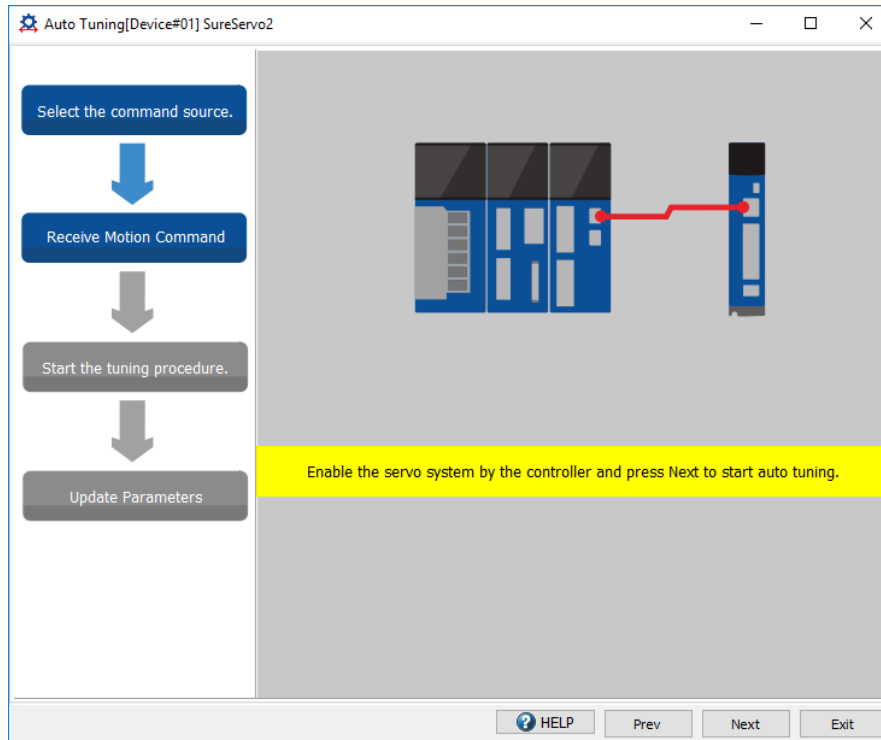 Auto Tuning[Device#01] SureServo2
Select the command source.
Receive Motion Command
Start the tuning procedure.
Update Parameters
Enable the servo system by the controller and press Next to start auto tuning.
? HELP
Prev
Next
Exit